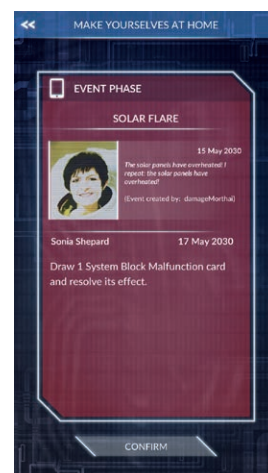 MAKE YOURSELVES AT HOME
EVENT PHASE
SOLAR FLARE
15 May 2030
The solar panels have overheated! I
repeat: the solar panels have
overheated!
(Event created by: damageMorthai)
Sonia Shepard 17 May 2030
Draw 1 System Block Malfunction card
and resolve its effect.
CONFIRM